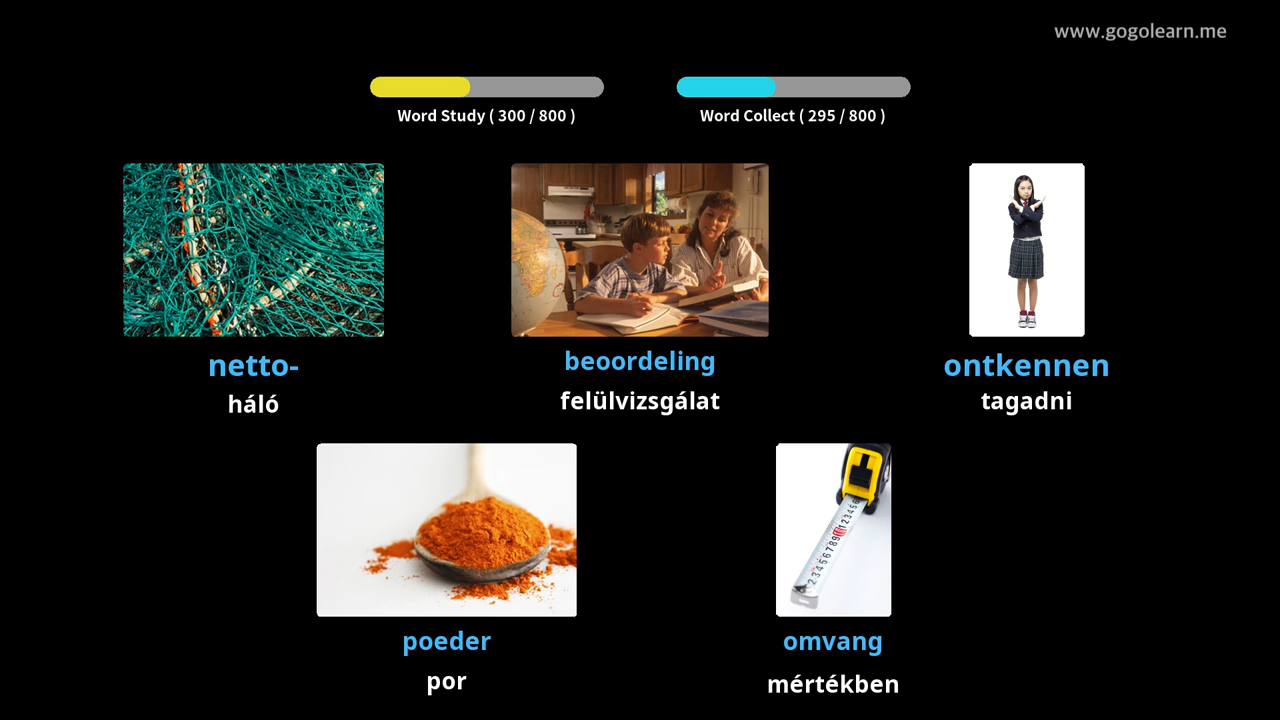 www.gogolearn.me
Word Study ( 300 / 800 )
Word Collect ( 295 / 800 )
netto-
háló
beoordeling
felülvizsgálat
ontkennen
tagadni
poeder
por
omvang
mértékben